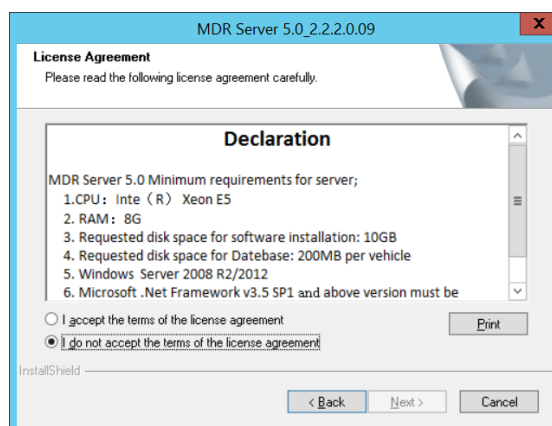 MDR Server 5.0_2.2.2.0.09
x
License Agreement
Please read the following license agreement carefully.
Declaration
MDR Server 5.0 Minimum requirements for server;
1.CPU：Inte（R） Xeon E5
2. RAM：8G
3. Requested disk space for software installation: 10GB
4. Requested disk space for Datebase: 200MB per vehicle
5. Windows Server 2008 R2/2012
6. Microsoft .Net Framework v3.5 SP1 and above version must be
I accept the terms of the license agreement
Print
I do not accept the terms of the license agreement
InstallShield
< Back
Next >
Cancel